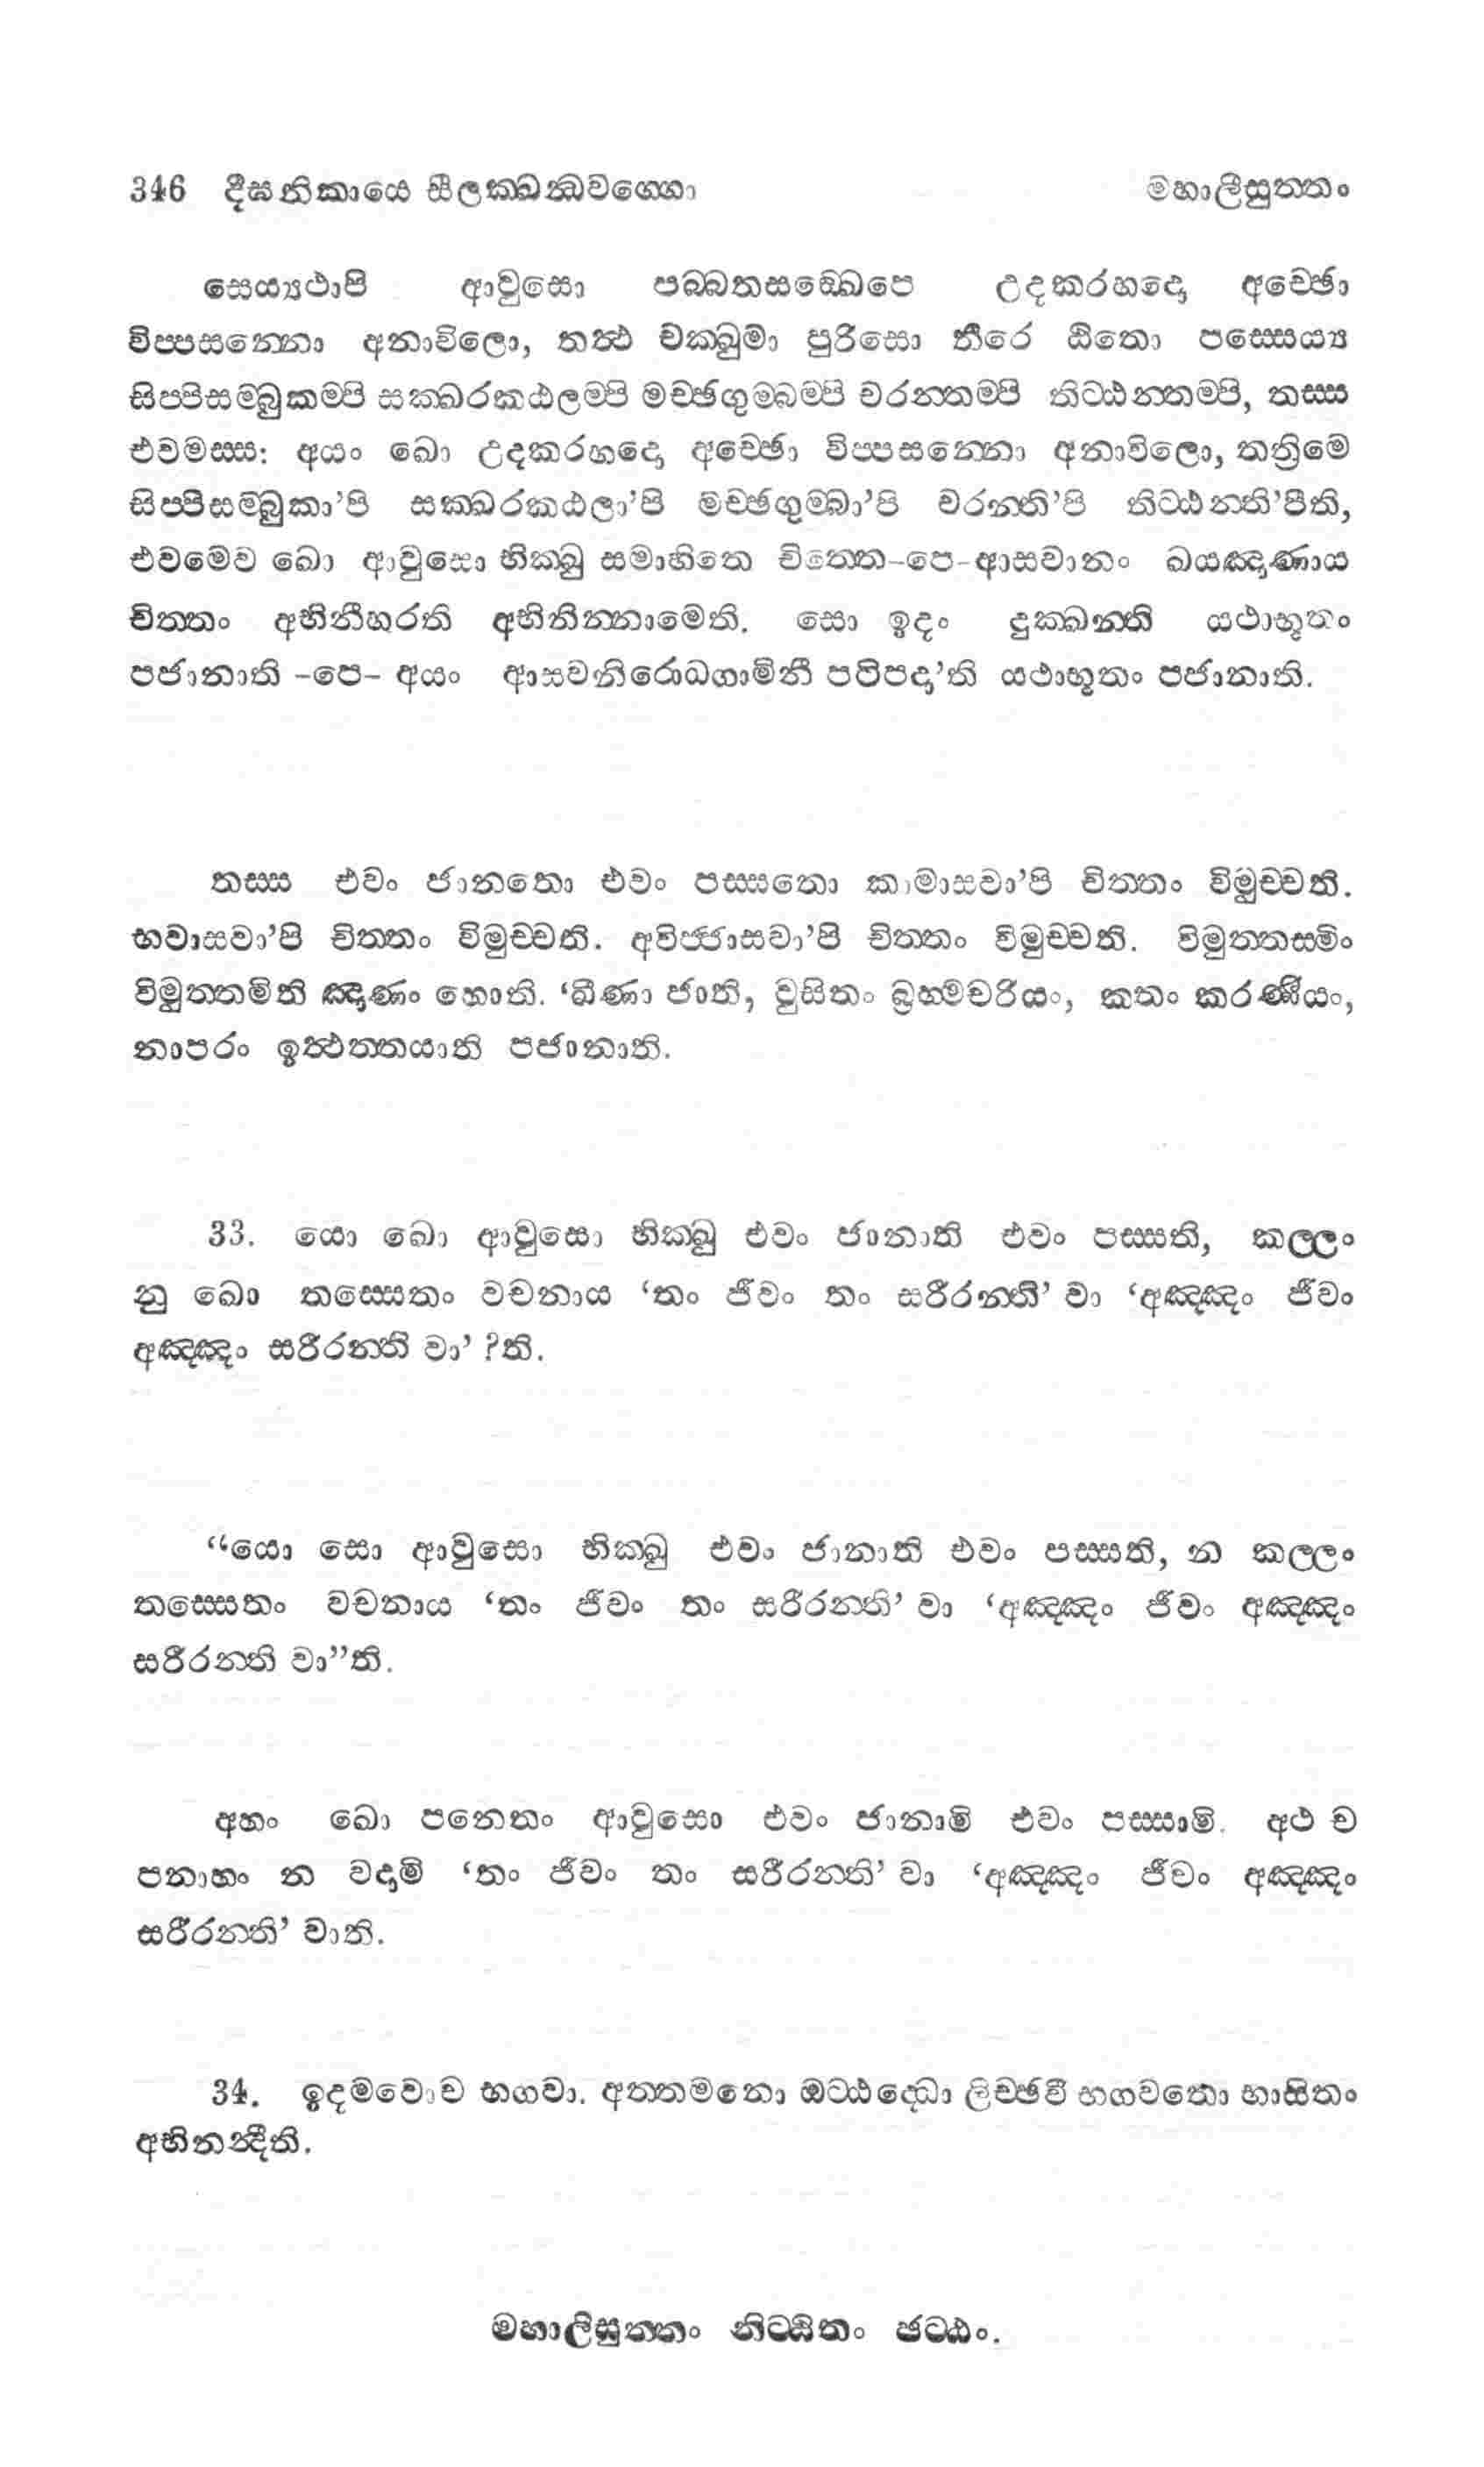 346 දීඝනිකායෙ සීලක්ඛන්ධවග්ගො මහාලිසුත්තං
සෙය්‍යථාපි ආවුසො පබ්බතසඞ්ඛෙපෙ උදකරහදො අච්ඡො
විප්පසන්නො අනාවිලො, තත්‍ථ චක්ඛුමා පුරිසො තීරෙ ඨිතො පස්සෙය්‍ය
සිප්පිසම්බුකම්පි සක්ඛරකඨලම්පි මච්ඡගුම්බම්පි චරන්තම්පි තිට්ඨන්තම්පි, තස්ස
එවමස්ස: අයං ඛො උදකරහදො අච්ඡො විප්පසන්නො අනාවිලො, තත්‍රිමෙ
සිප්පිසම්බුකා’පි සක්ඛරකඨලා’පි මච්ඡගුම්බා’පි චරන්ති’පි තිට්ඨන්ති’පීති,
එවමෙව ඛො ආවුසො භික්ඛු සමාහිතෙ චිත්තෙ-පෙ-ආසවානං ඛයඤාණාය
චිත්තං අභිනීහරති අභිනින්නාමෙති. සො ඉදං දුක්ඛන්ති යථාභූතං
පජානාති -පෙ- අයං ආසවනිරොධගාමිනී පටිපදා’ති යථාභූතං පජානාති.
තස්ස එවං ජානතො එවං පස්සතො කාමාසවා’පි චිත්තං විමුච්චති.
භවාසවා’පි චිත්තං විමුච්චති. අවිජ්ජාසවා’පි චිත්තං විමුච්චති. විමුත්තස්මිං
විමුත්තමිති ඤාණං හොති. ‘ඛීණා ජාති, වුසිතං බ්‍රහ්මචරියං, කතං කරණීයං,
නාපරං ඉත්‍ථත්තයාති පජානාති.
33. යො ඛො ආවුසො භික්ඛු එවං ජානාති එවං පස්සති, කල්ලං
නු ඛො තස්සෙතං වචනාය ‘තං ජීවං තං සරීරන්ති’ වා ‘අඤ්ඤං ජීවං
අඤ්ඤං සරීරන්ති වා’ ?ති.
“යො සො ආවුසො භික්ඛු එවං ජානාති එවං පස්සති, න කල්ලං
තස්සෙතං වචනාය ‘තං ජීවං තං සරීරන්ති’ වා ‘අඤ්ඤං ජීවං අඤ්ඤං
සරීරන්ති වා”ති.
අහං ඛො පනෙතං ආවුසො එවං ජානාමි එවං පස්සාමි. අථ ච
පනාහං න වදාමි ‘තං ජීවං තං සරීරන්ති’ වා ‘අඤ්ඤං ජීවං අඤ්ඤං
සරීරන්ති’ වාති.
34. ඉදමවොච භගවා. අත්තමනො ඔට්ඨද්ධො ලිච්ඡවී භගවතො භාසිතං
අභිනන්‍දීති.
මහාලිසුත්තං නිට්ඨිතං ඡට්ඨං.